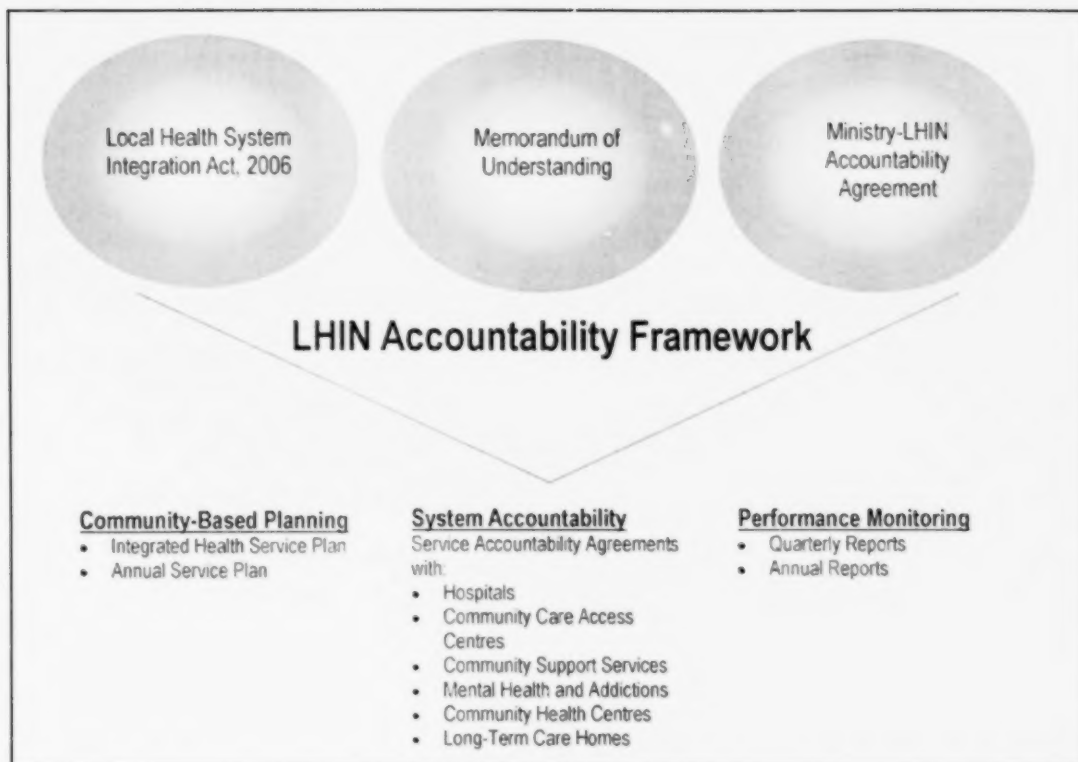 Local Health System
Integration Act, 2006
Memorandum of
Understanding
Ministry-LHIN
Accountability
Agreement
LHIN Accountability Framework
Community-Based Planning
• Integrated Health Service Plan
• Annual Service Plan
System Accountability
Service Accountability Agreements
with:
• Hospitals
• Community Care Access
Centres
• Community Support Services
• Mental Health and Addictions
• Community Health Centres
• Long-Term Care Homes
Performance Monitoring
• Quarterly Reports
• Annual Reports